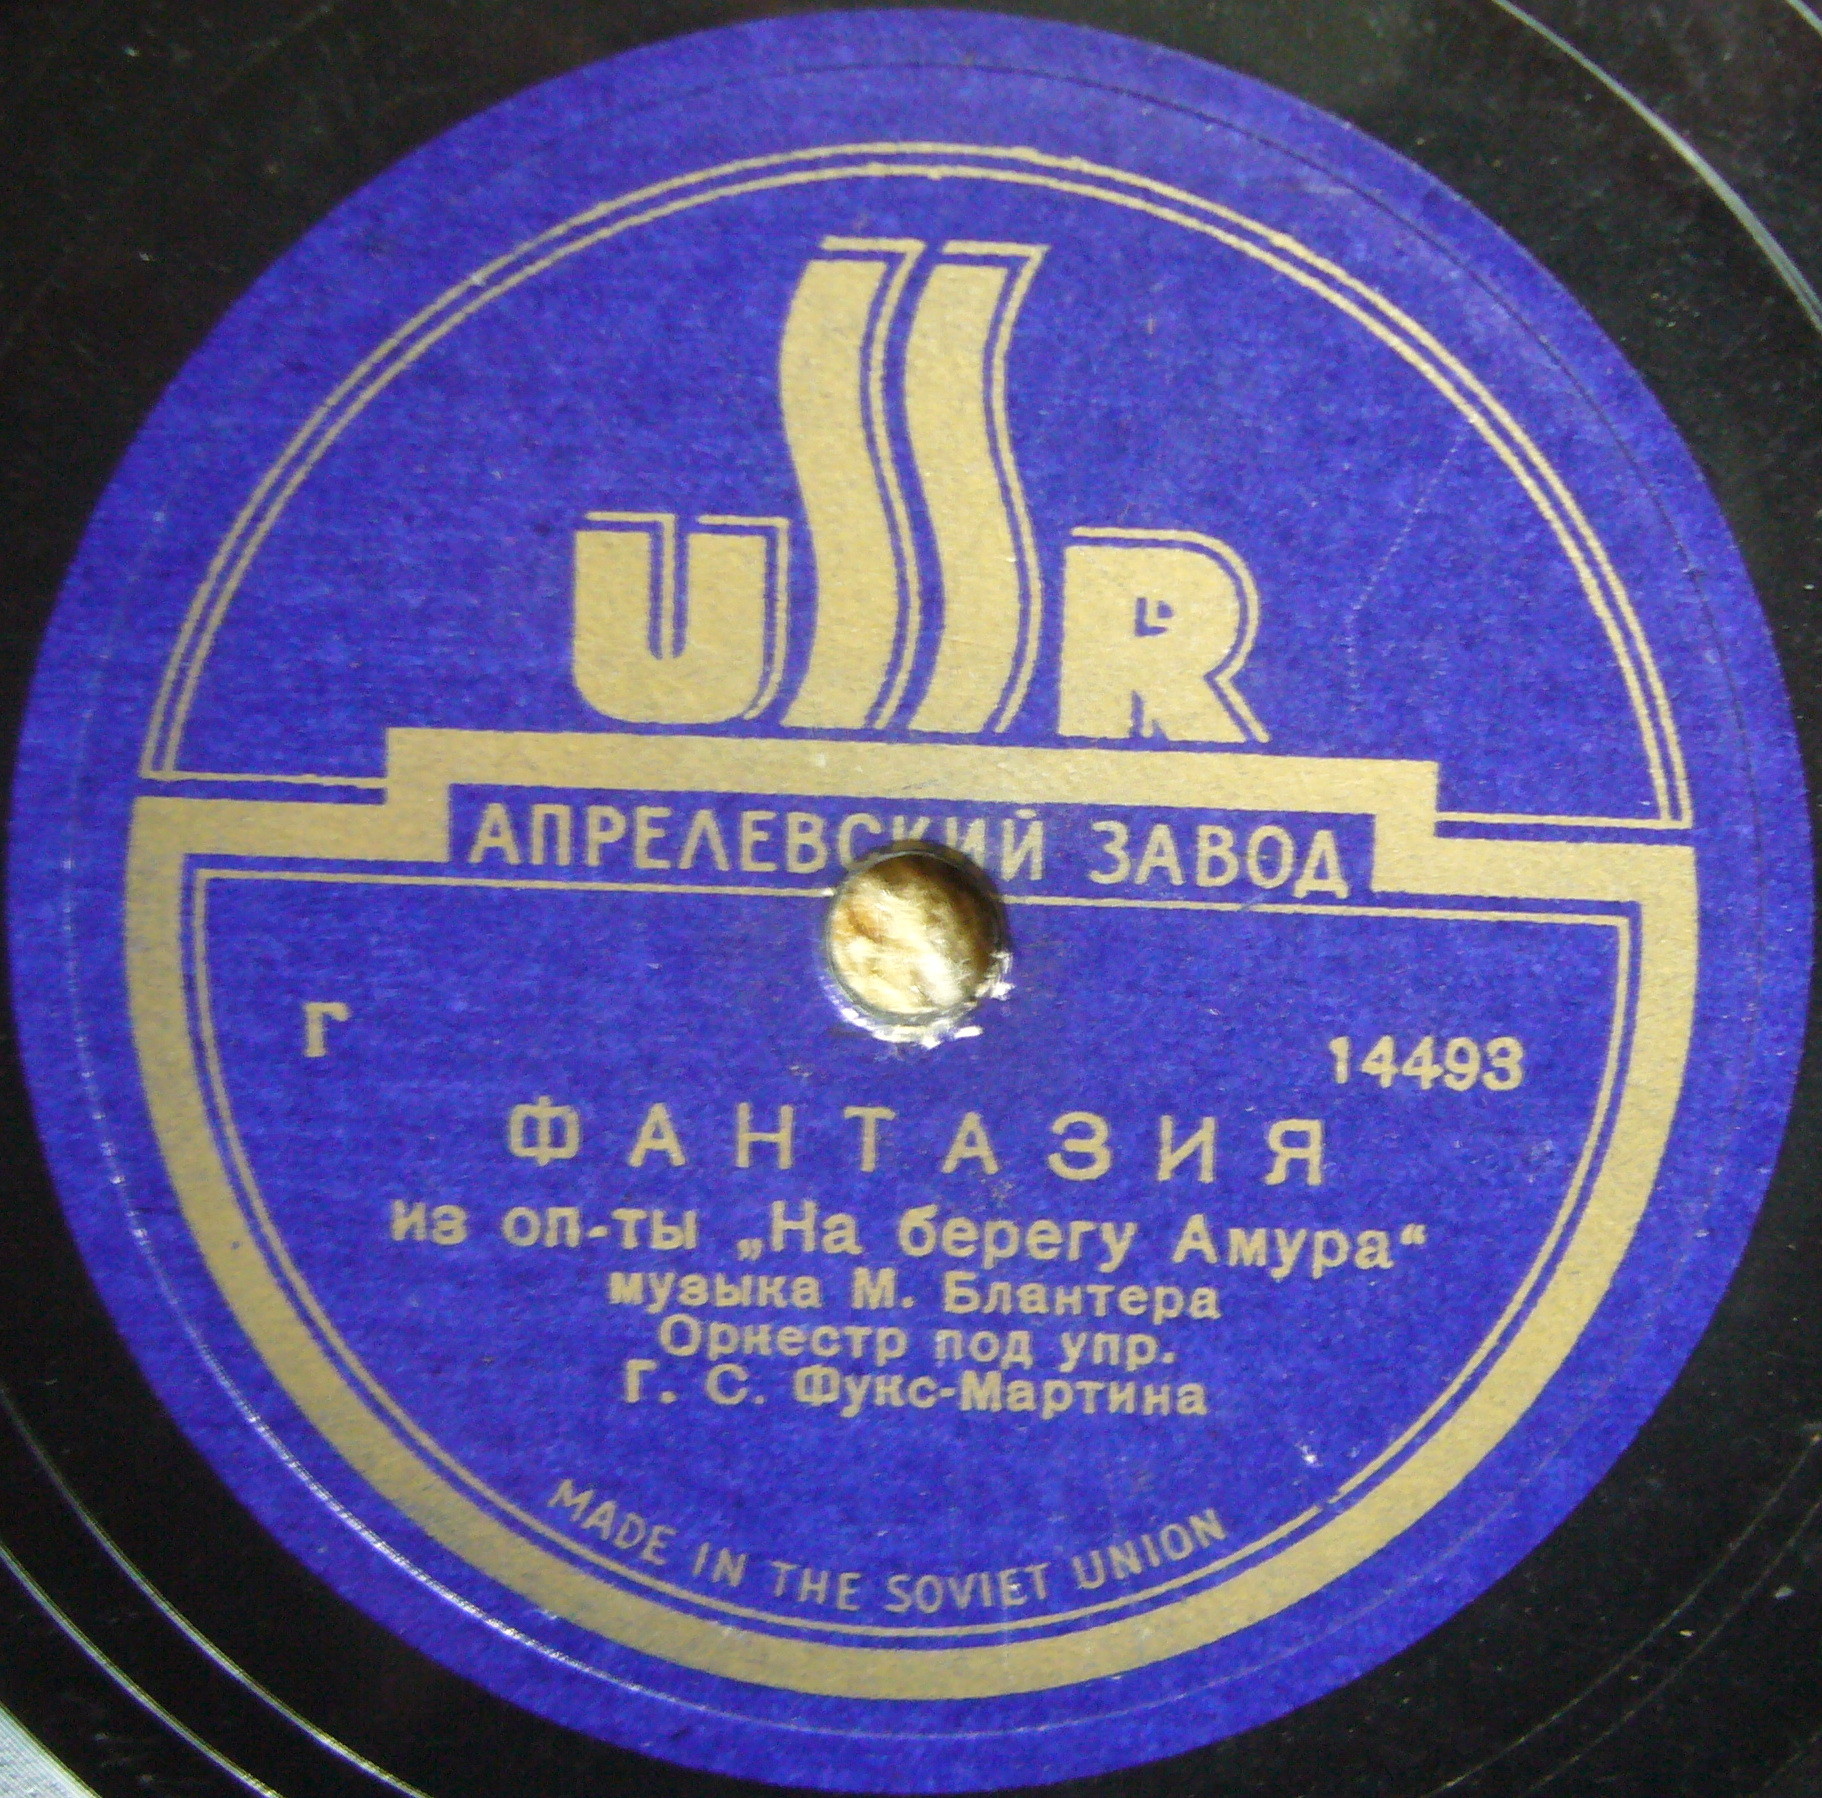 USSR
АПРЕЛЕВСКИЙ ЗАВОД
Г
14493
ФАНТАЗИЯ
из оп-ты „На берегу Амура“
музыка М. Блантера
Оркестр под упр.
Г. С. Фукс-Мартина
MADE IN THE SOVIET UNION